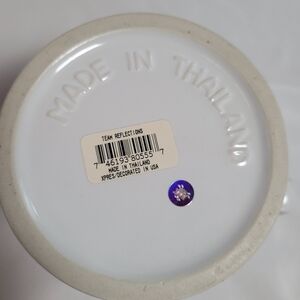 MADE IN THAILAND
TEAM REFLECTIONS
7 46193 80555 7
MADE IN THAILAND
XPRES/DECORATED IN USA